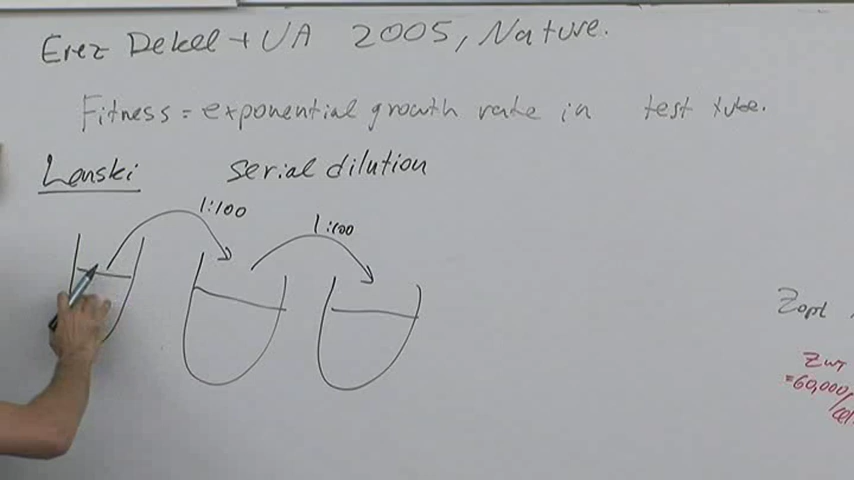 Erez Dekel + UA 2005, Nature.
Fitness = exponential growth rate in test tube.
Lenski serial dilution
1:100
1:100
Zopt
ZWT
=60,000/
cell